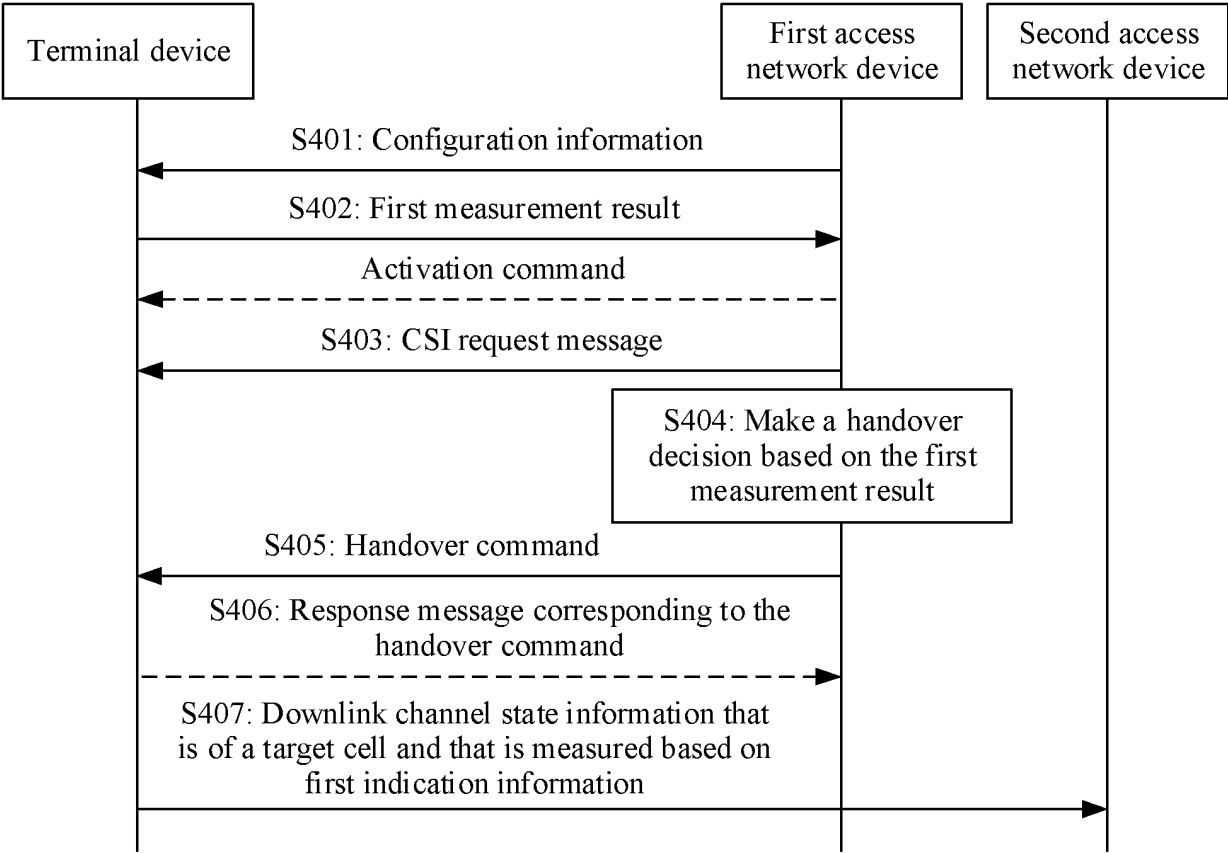 Terminal device
First access
network device
Second access
network device
S401: Configuration information
S402: First measurement result
Activation command
S403: CSI request message
S404: Make a handover
decision based on the first
measurement result
S405: Handover command
S406: Response message corresponding to the
handover command
S407: Downlink channel state information that
is of a target cell and that is measured based on
first indication information